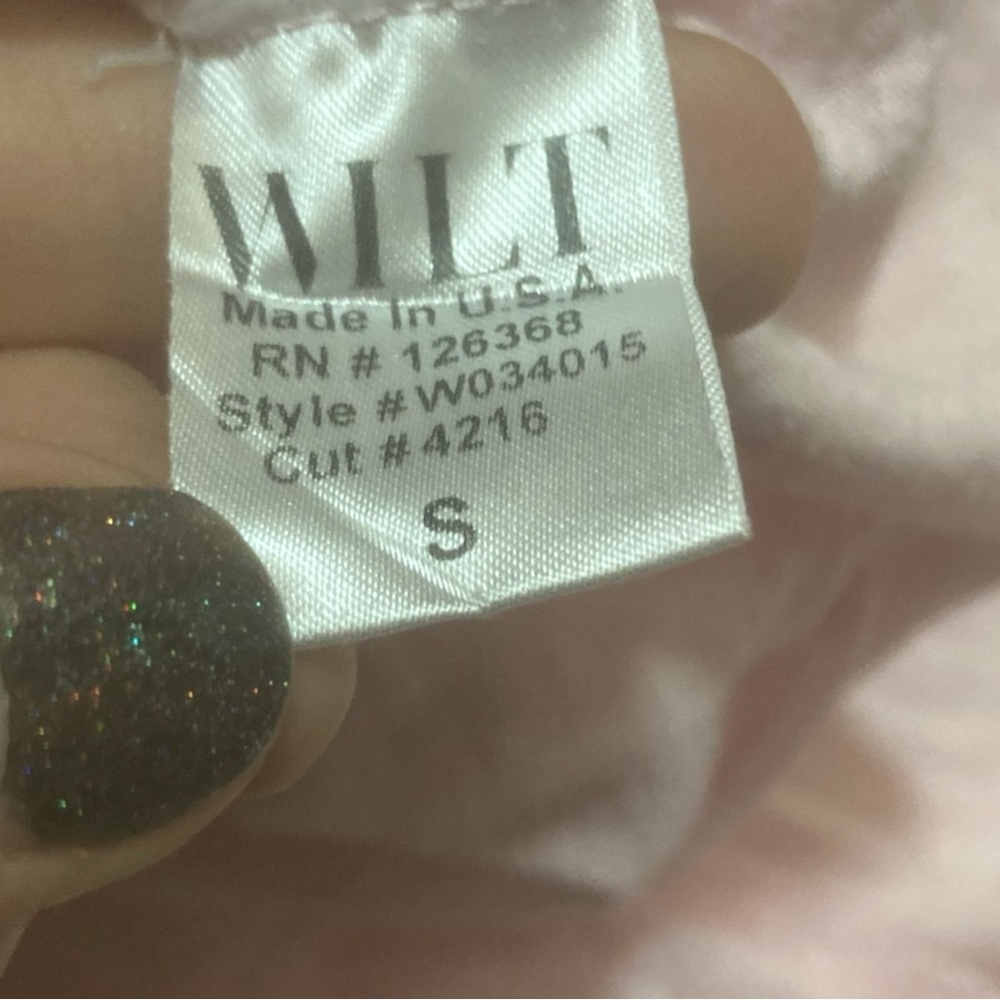 WILT
Made In U.S.A.
RN # 126368
Style #W034015
Cut #4216
S